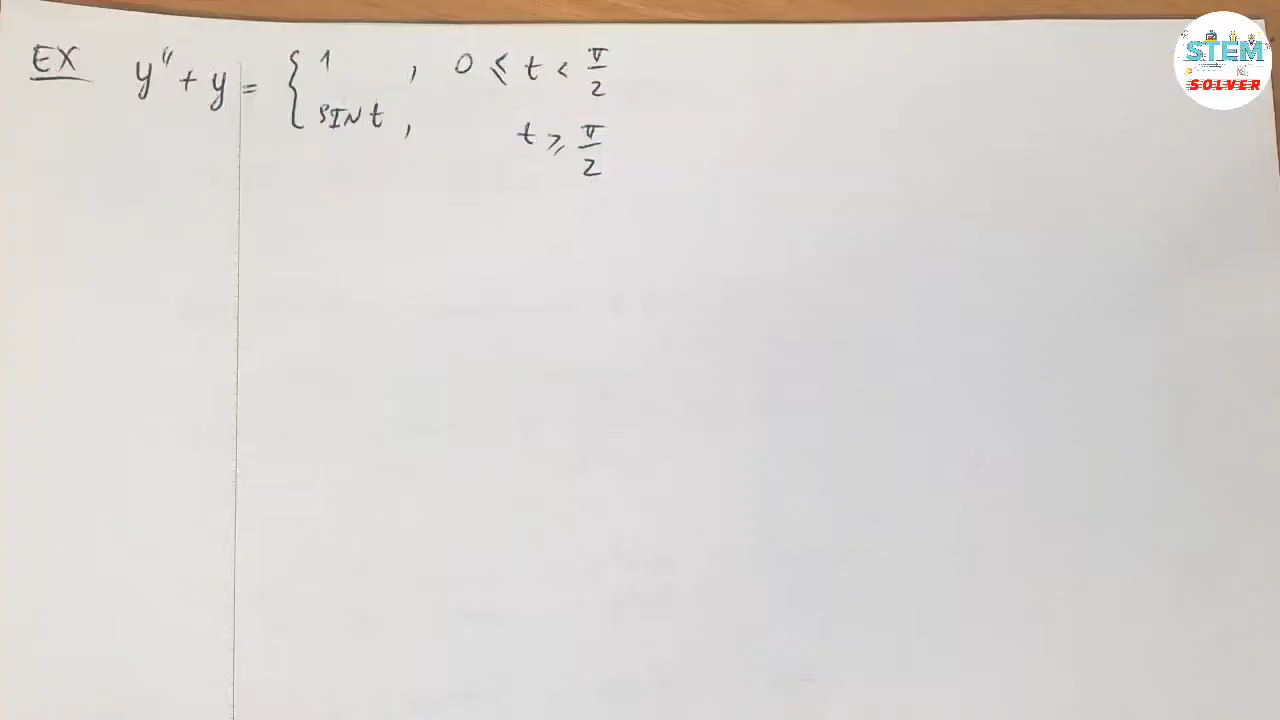 EX y'' + y = { 1 , 0 ≤ t < π/2
SIN t , t ≥ π/2
STEM
SOLVER